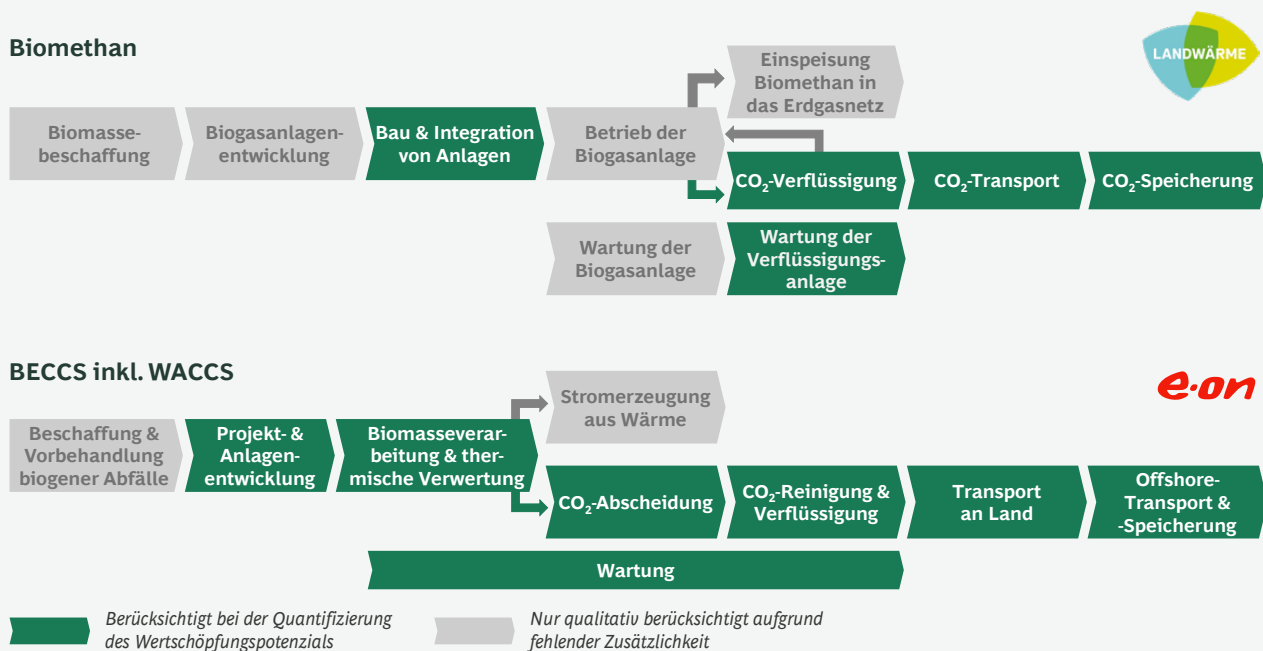 Biomethan
LANDWÄRME
Biomasse-
beschaffung
Biogasanlagen-
entwicklung
Bau & Integration
von Anlagen
Betrieb der
Biogasanlage
Einspeisung
Biomethan in
das Erdgasnetz
CO₂-Verflüssigung
CO₂-Transport
CO₂-Speicherung
Wartung der
Biogasanlage
Wartung der
Verflüssigungs-
anlage
BECCS inkl. WACCS
e·on
Beschaffung &
Vorbehandlung
biogener Abfälle
Projekt- &
Anlagen-
entwicklung
Biomasseverar-
beitung & ther-
mische Verwertung
Stromerzeugung
aus Wärme
CO₂-Abscheidung
CO₂-Reinigung &
Verflüssigung
Transport
an Land
Offshore-
Transport &
-Speicherung
Wartung
Berücksichtigt bei der Quantifizierung
des Wertschöpfungspotenzials
Nur qualitativ berücksichtigt aufgrund
fehlender Zusätzlichkeit